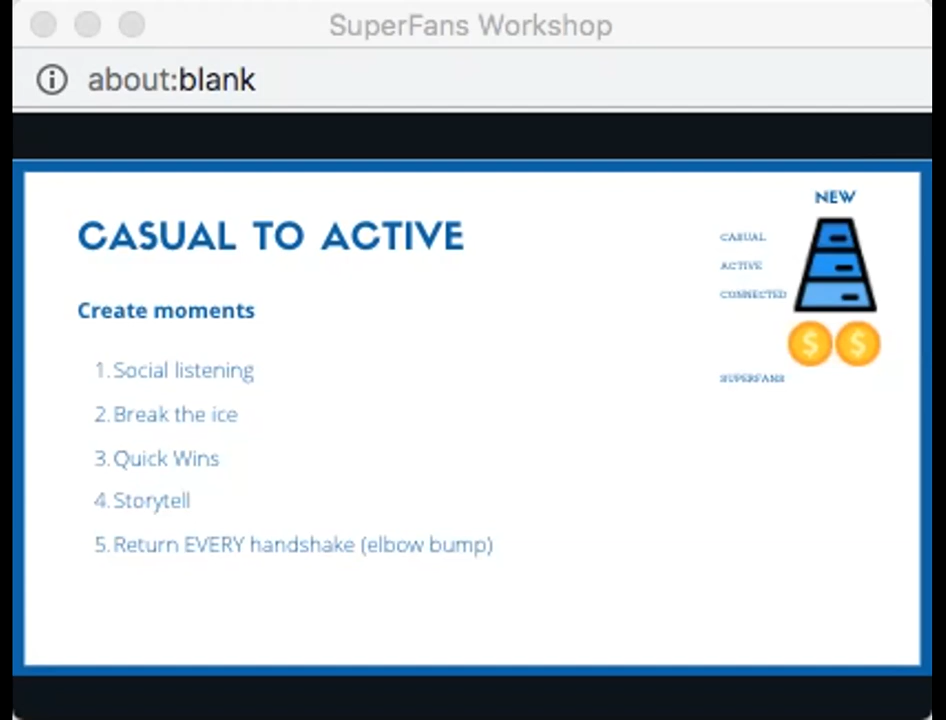 SuperFans Workshop
about:blank
CASUAL TO ACTIVE
Create moments
1. Social listening
2. Break the ice
3. Quick Wins
4. Storytell
5. Return EVERY handshake (elbow bump)
NEW
CASUAL
ACTIVE
CONNECTED
$ $
SUPERFANS